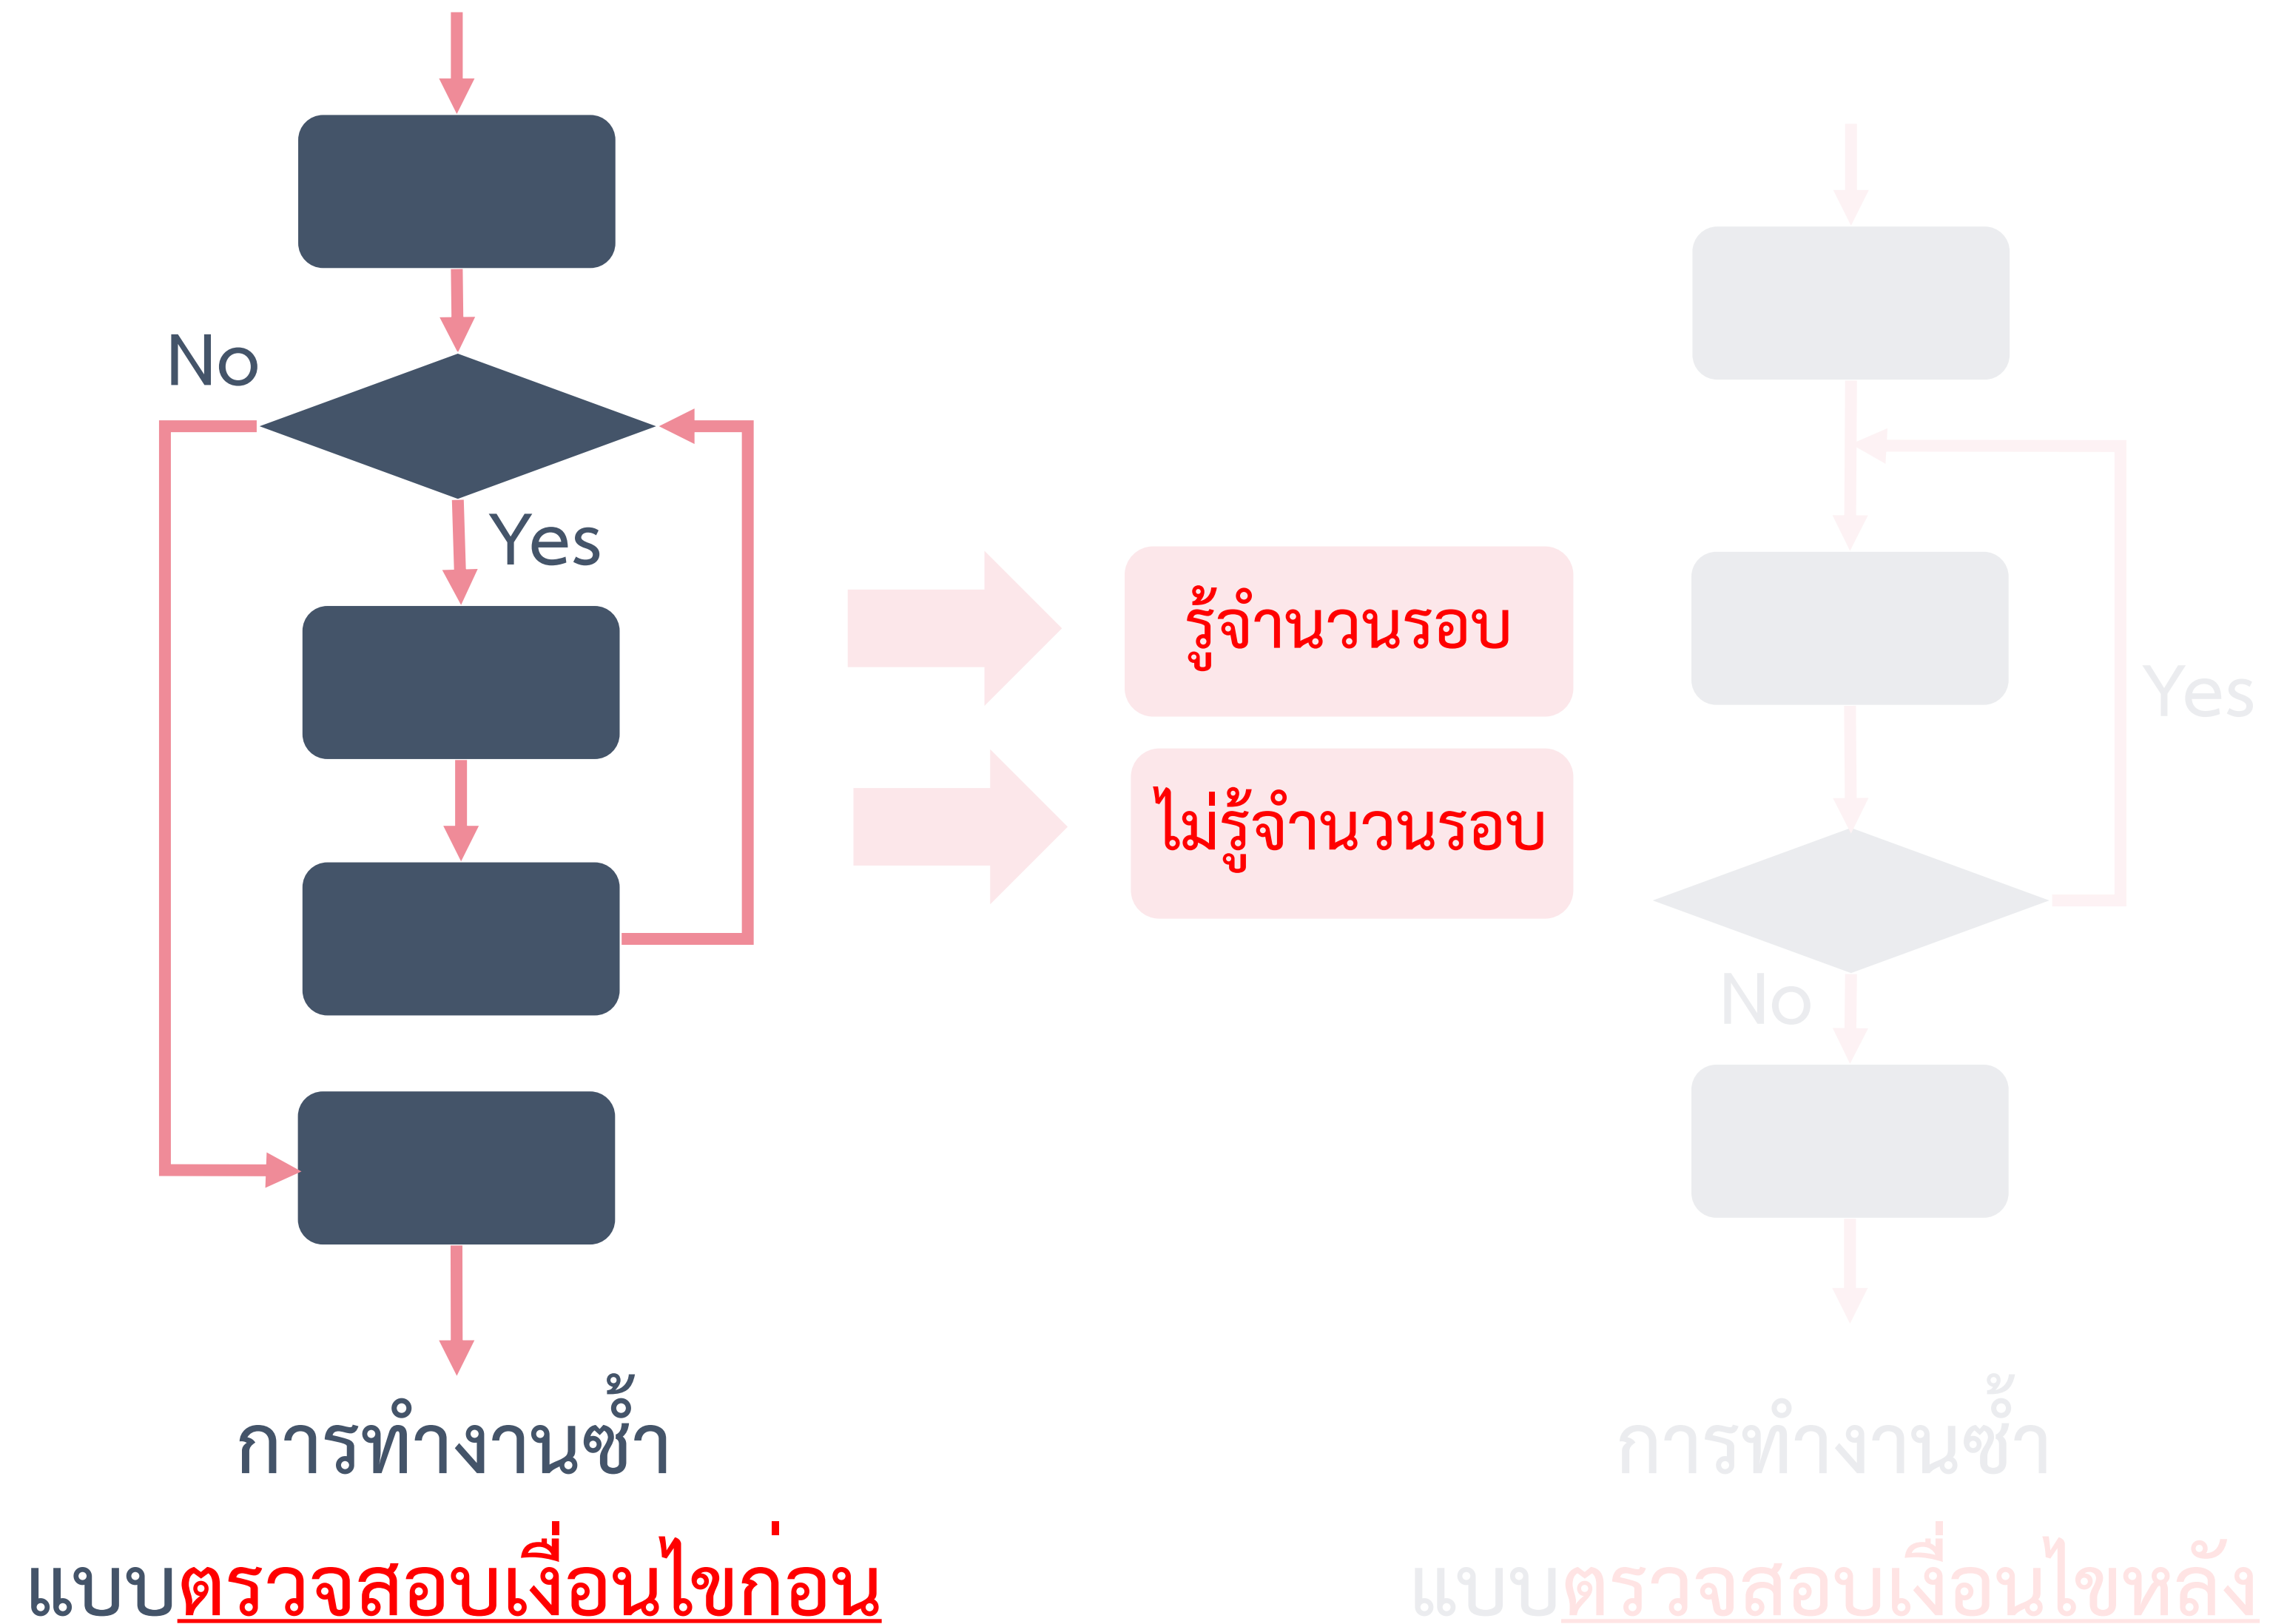 No
Yes
รู้จำนวนรอบ
ไม่รู้จำนวนรอบ
Yes
No
การทำงานซ้ำ
แบบตรวจสอบเงื่อนไขก่อน
การทำงานซ้ำ
แบบตรวจสอบเงื่อนไขหลัง